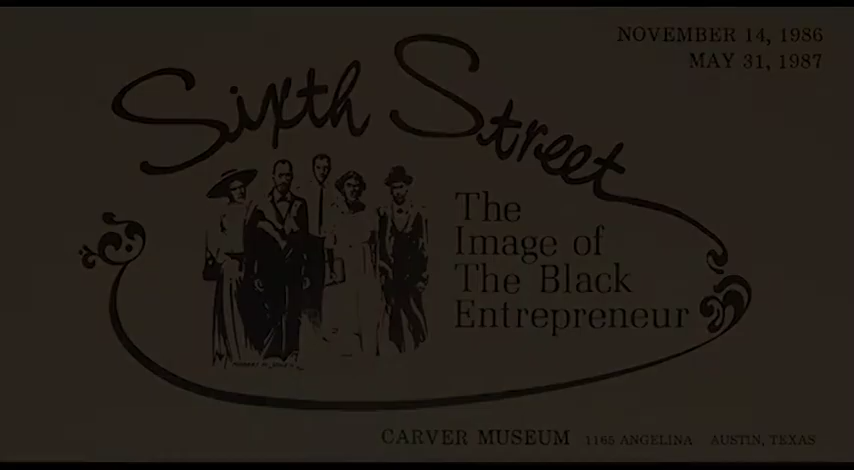 NOVEMBER 14, 1986
MAY 31, 1987
Sixth Street
The
Image of
The Black
Entrepreneur
CARVER MUSEUM 1165 ANGELINA AUSTIN, TEXAS